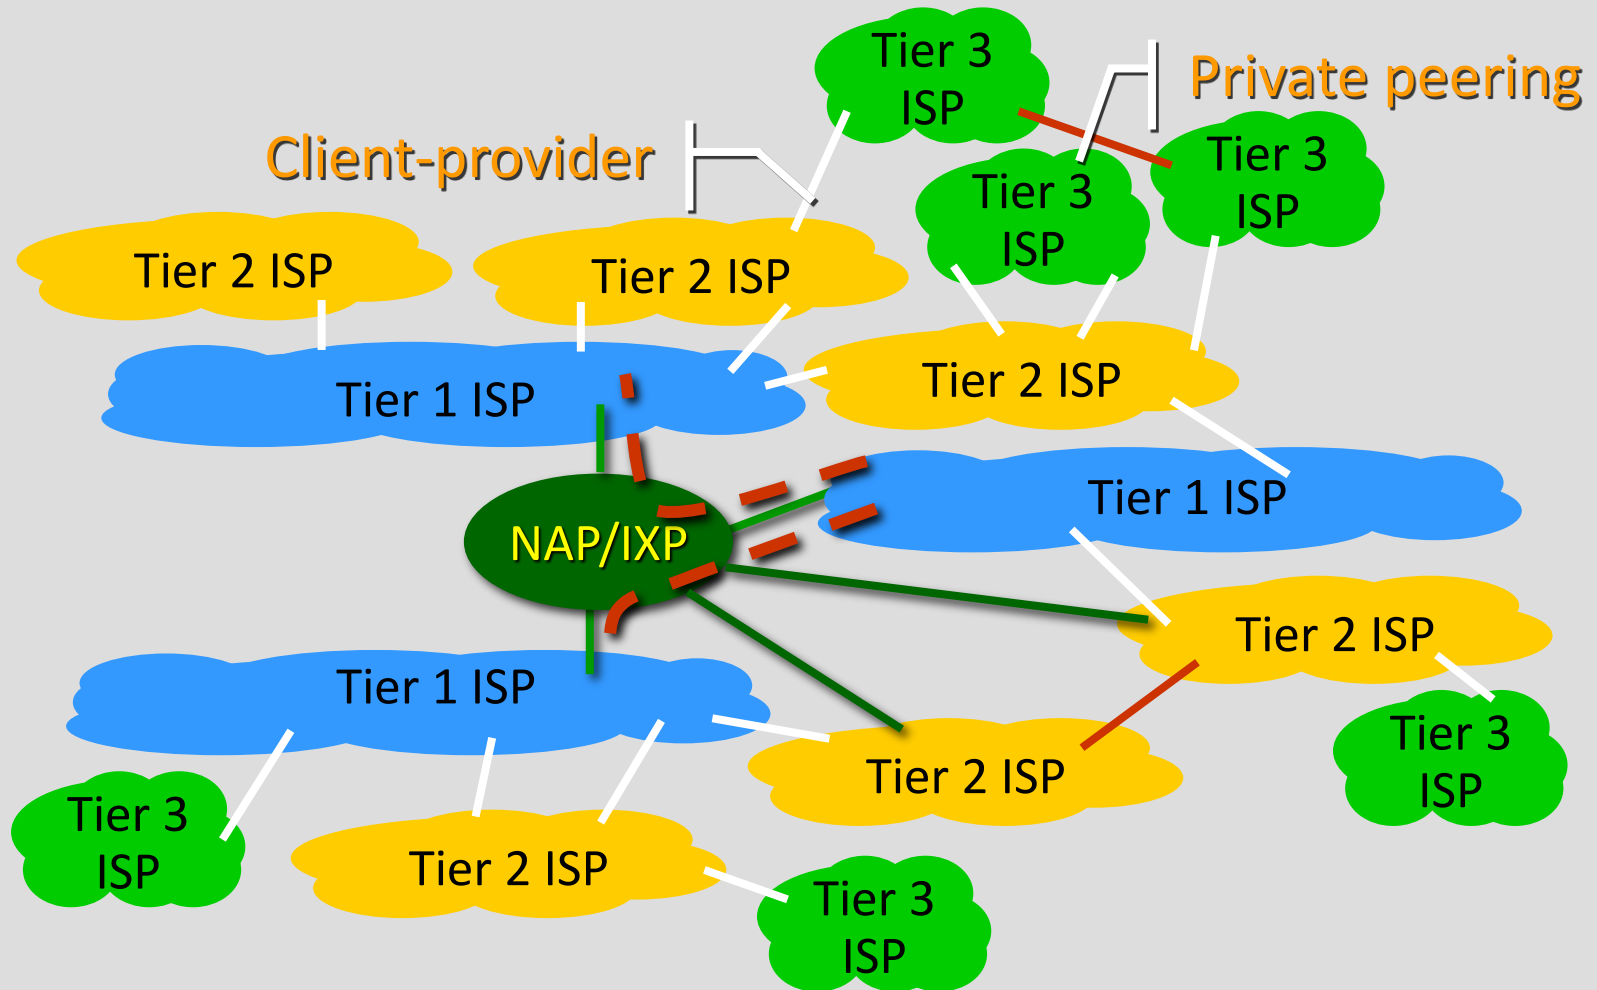 Tier 3
ISP
Private peering
Client-provider
Tier 3
ISP
Tier 3
ISP
Tier 2 ISP
Tier 2 ISP
Tier 2 ISP
Tier 1 ISP
Tier 1 ISP
NAP/IXP
Tier 2 ISP
Tier 1 ISP
Tier 2 ISP
Tier 3
ISP
Tier 3
ISP
Tier 2 ISP
Tier 3
ISP